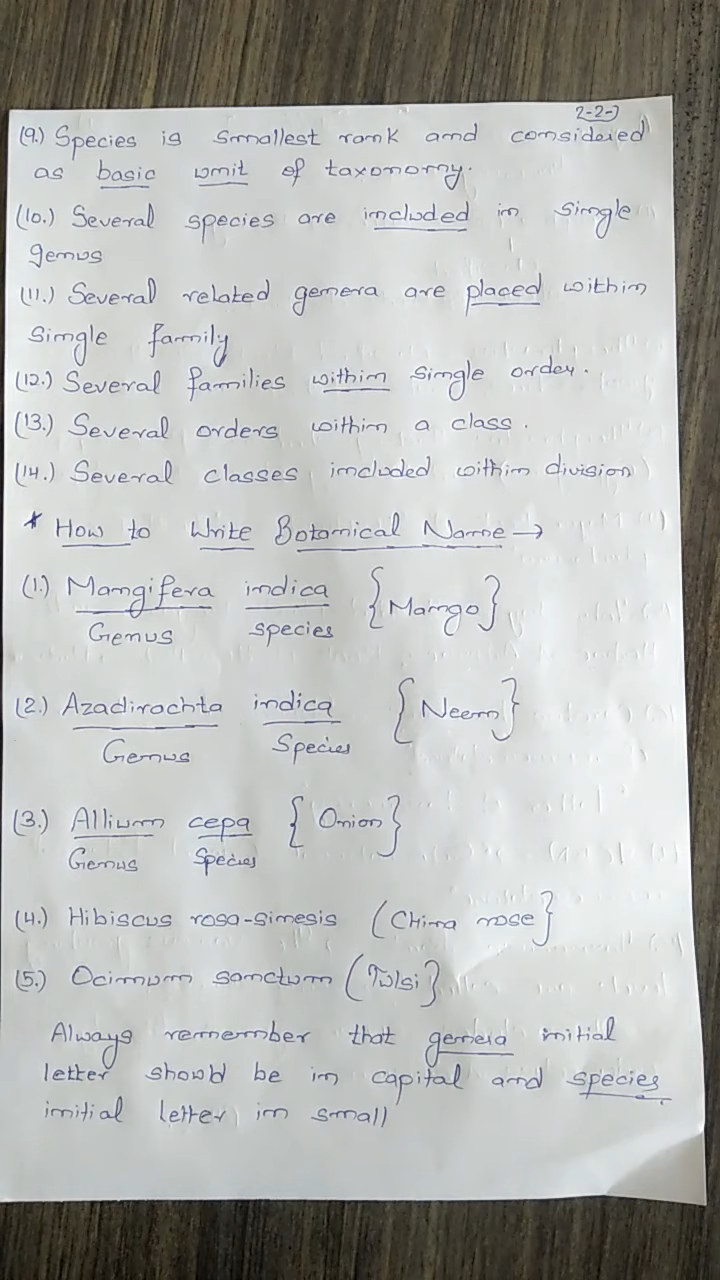 2-2-2
(9.) Species is smallest rank and considered
as basic unit of taxonomy.
(10.) Several species are included in single
genus
(11.) Several related genera are placed within
single family
(12.) Several families within single order.
(13.) Several orders within a class.
(14.) Several classes included within division
* How to Write Botanical Name →
(1.) Mangifera indica {Mango}
Genus species
(2.) Azadirachta indica {Neem}
Genus Species
(3.) Allium cepa {Onion}
Genus Species
(4.) Hibiscus rosa-sinesis (China rose}
(5.) Ocimum sanctum (Tulsi}
Always remember that genera initial
letter should be in capital and species
initial letter in small